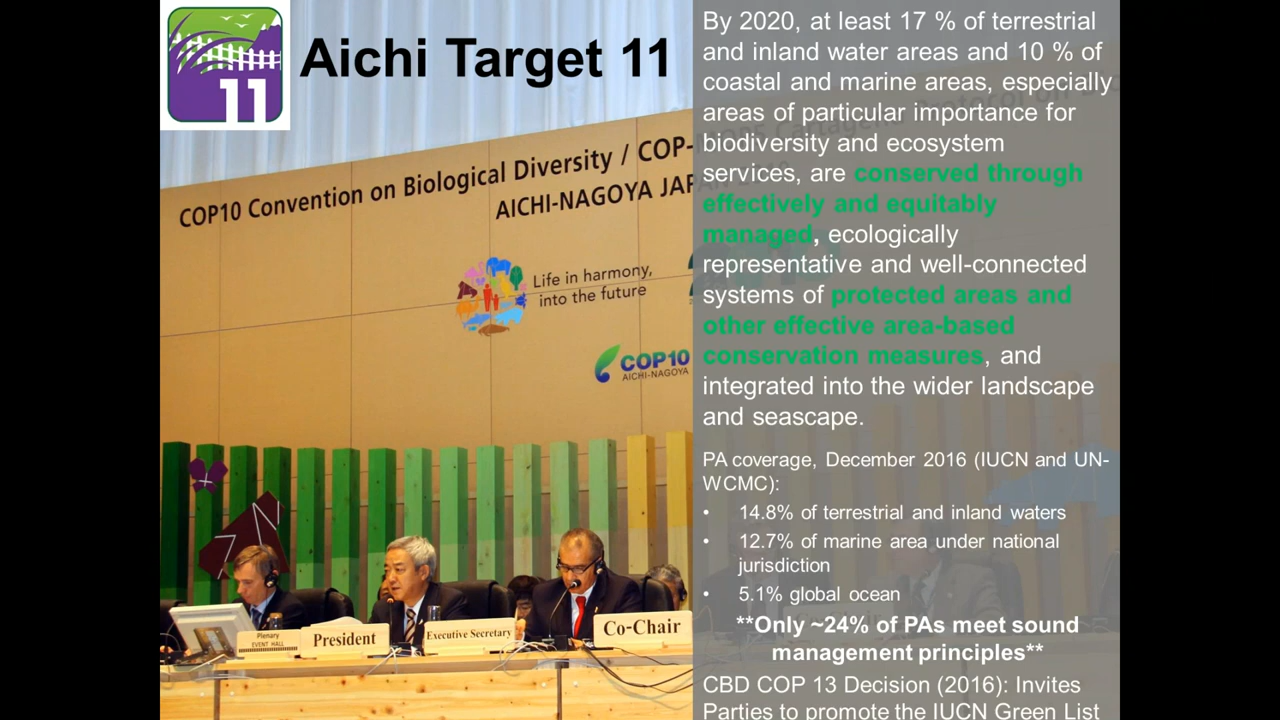 11
Aichi Target 11
COP10 Convention on Biological Diversity / COP-
AICHI-NAGOYA JAPAN
Life in harmony,
into the future
COP10
AICHI-NAGOYA
Plenary
EVENT HALL
President
Executive Secretary
Co-Chair
By 2020, at least 17 % of terrestrial
and inland water areas and 10 % of
coastal and marine areas, especially
areas of particular importance for
biodiversity and ecosystem
services, are conserved through
effectively and equitably
managed, ecologically
representative and well-connected
systems of protected areas and
other effective area-based
conservation measures, and
integrated into the wider landscape
and seascape.
PA coverage, December 2016 (IUCN and UN-
WCMC):
• 14.8% of terrestrial and inland waters
• 12.7% of marine area under national
jurisdiction
• 5.1% global ocean
**Only ~24% of PAs meet sound
management principles**
CBD COP 13 Decision (2016): Invites
Parties to promote the IUCN Green List